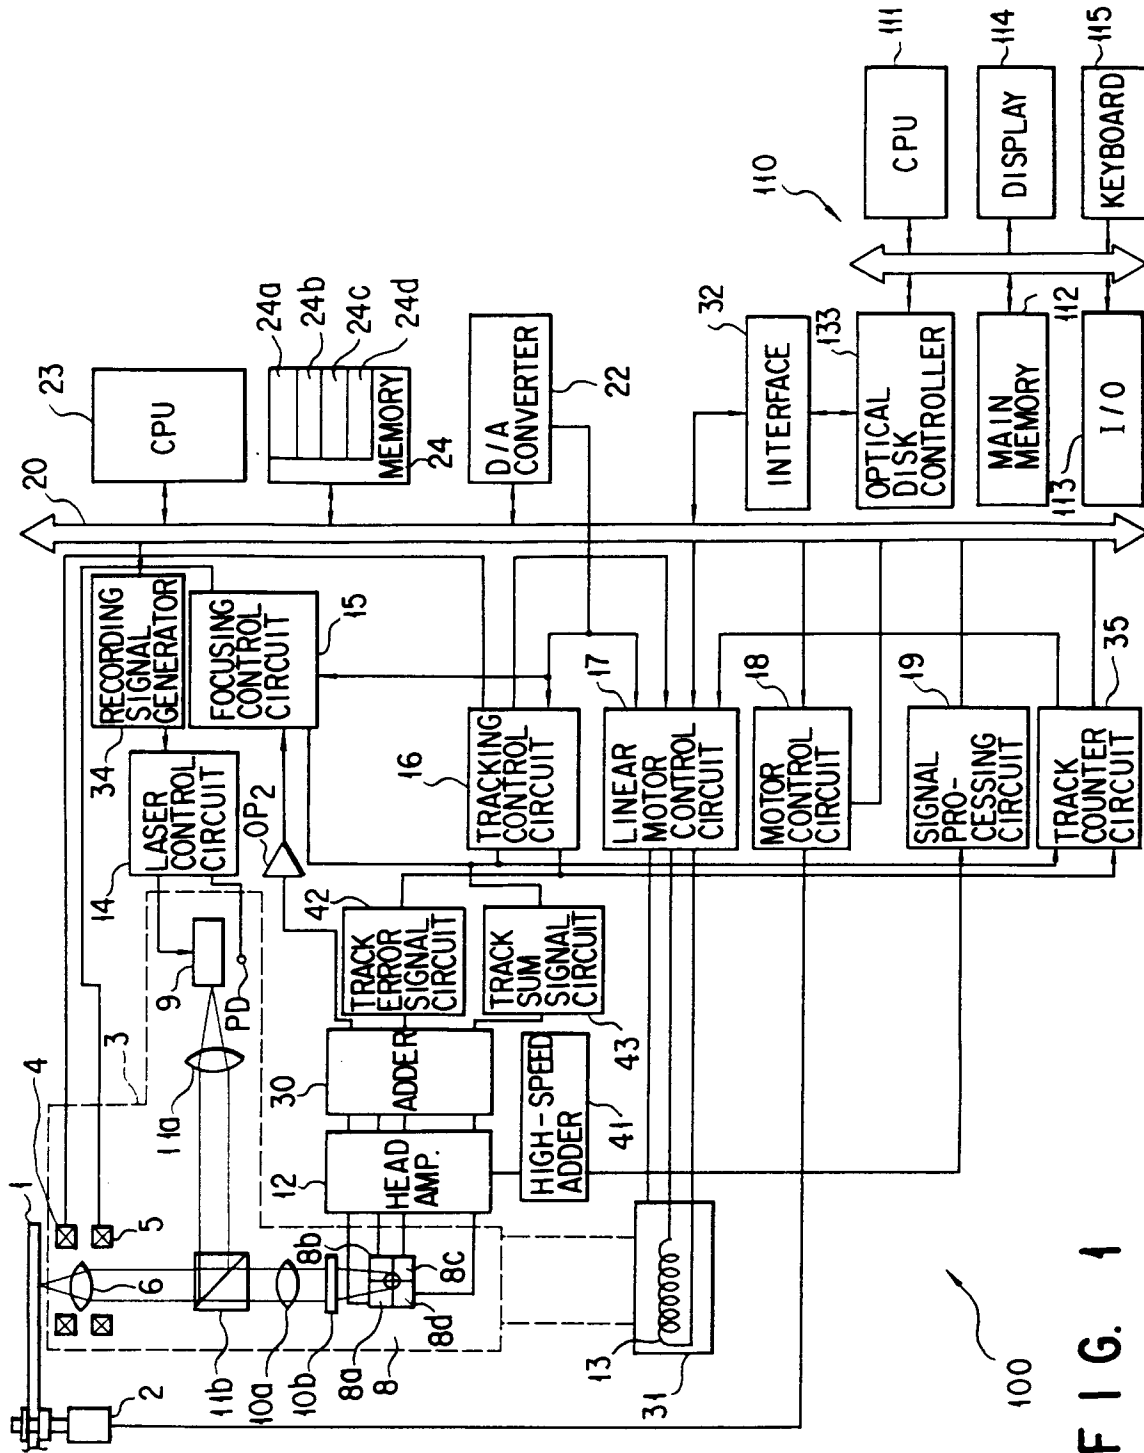 1
2
3
4
5
6
11b
10a
10b
8a
8
8b
8c
8d
11a
9
PD
14
LASER
CONTROL
CIRCUIT
34
RECORDING
SIGNAL
GENERATOR
FOCUSING
CONTROL
CIRCUIT
15
OP2
12
HEAD
AMP.
30
ADDER
HIGH-SPEED
ADDER
41
42
TRACK
ERROR
SIGNAL
CIRCUIT
TRACK
SUM
SIGNAL
CIRCUIT
43
13
31
16
TRACKING
CONTROL
CIRCUIT
17
LINEAR
MOTOR
CONTROL
CIRCUIT
18
MOTOR
CONTROL
CIRCUIT
19
SIGNAL
PRO-
CESSING
CIRCUIT
TRACK
COUNTER
CIRCUIT
35
20
23
CPU
24a
24b
24c
24d
MEMORY
24
D/A
CONVERTER
22
32
INTERFACE
133
OPTICAL
DISK
CONTROLLER
MAIN
MEMORY
112
113
I/O
110
CPU
111
DISPLAY
114
KEYBOARD
115
100
FIG. 1